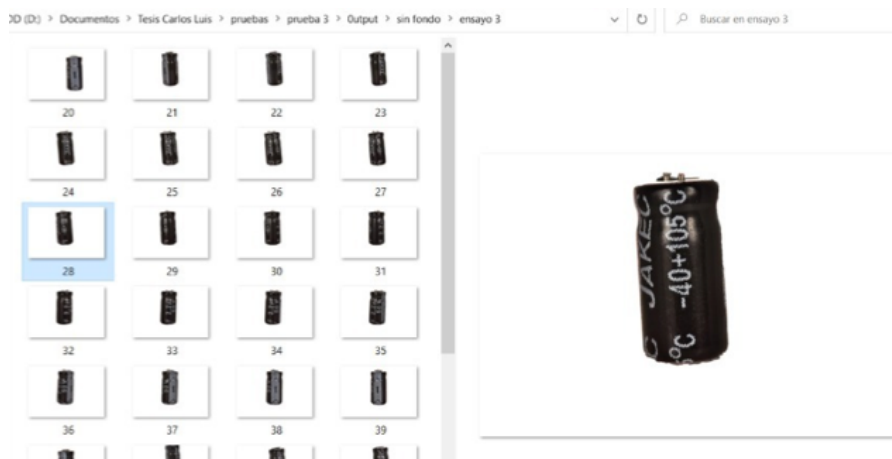 DD (D:) > Documentos > Tesis Carlos Luis > pruebas > prueba 3 > Output > sin fondo > ensayo 3
Buscar en ensayo 3
20 21 22 23
24 25 26 27
28 29 30 31
32 33 34 35
36 37 38 39
JAKEC
-40+105°C
C
°C